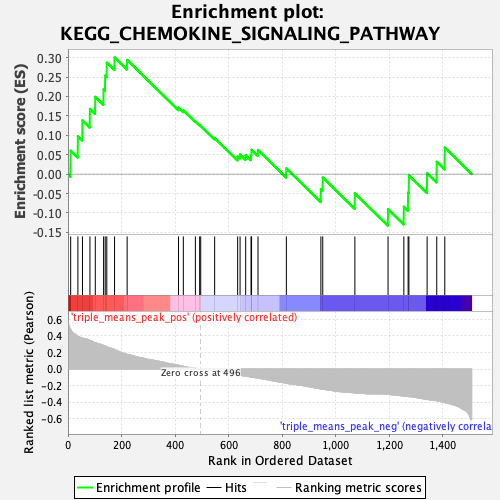 Enrichment plot:
KEGG_CHEMOKINE_SIGNALING_PATHWAY
Enrichment score (ES)
0.30
0.25
0.20
0.15
0.10
0.05
0.00
-0.05
-0.10
-0.15
'triple_means_peak_pos' (positively correlated)
Ranked list metric (Pearson)
0.6
0.4
0.2
0.0
-0.2
-0.4
-0.6
Zero cross at 496
'triple_means_peak_neg' (negatively correla
0 200 400 600 800 1,000 1,200 1,400
Rank in Ordered Dataset
Enrichment profile Hits Ranking metric scores